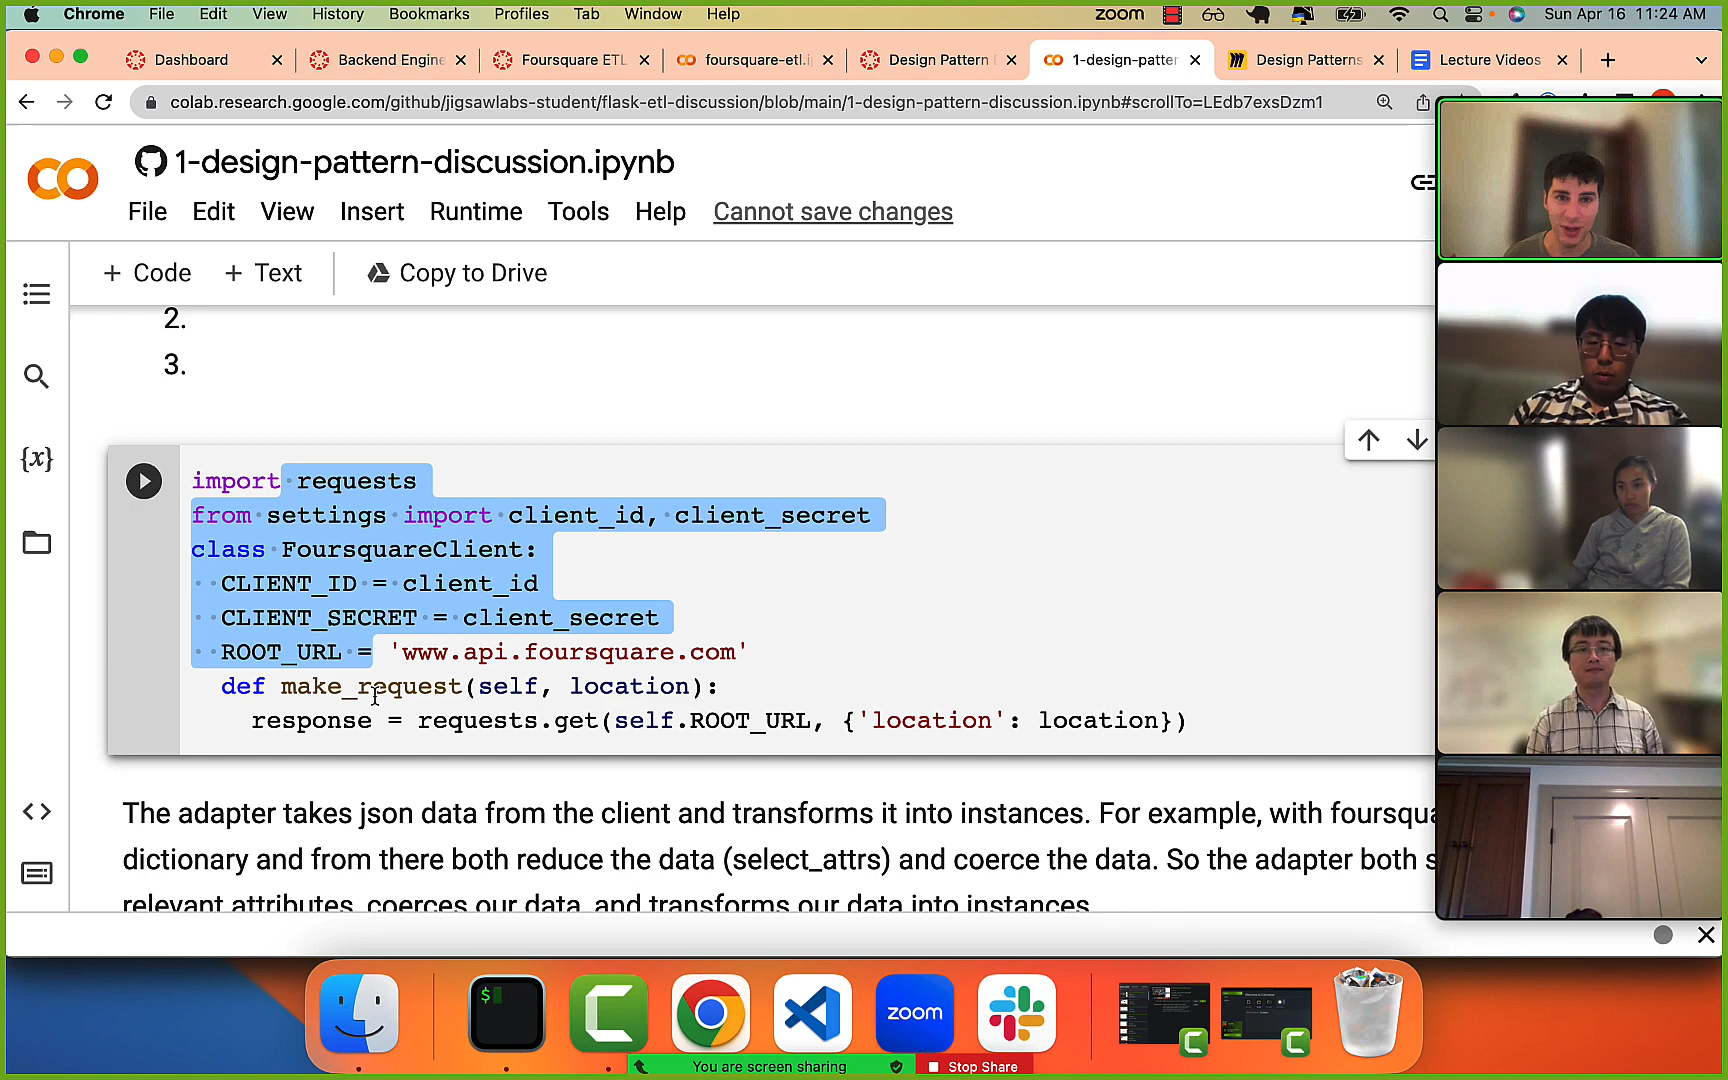 Chrome File Edit View History Bookmarks Profiles Tab Window Help zoom Sun Apr 16 11:24 AM
Dashboard Backend Engine Foursquare ETL foursquare-etl.i Design Pattern 1-design-patter Design Patterns Lecture Videos
colab.research.google.com/github/jigsawlabs-student/flask-etl-discussion/blob/main/1-design-pattern-discussion.ipynb#scrollTo=LEdb7exsDzm1
1-design-pattern-discussion.ipynb
File Edit View Insert Runtime Tools Help Cannot save changes
+ Code + Text Copy to Drive
2.
3.
{x}
import requests
from settings import client_id, client_secret
class FoursquareClient:
CLIENT_ID = client_id
CLIENT_SECRET = client_secret
ROOT_URL = 'www.api.foursquare.com'
def make_request(self, location):
response = requests.get(self.ROOT_URL, {'location': location})
The adapter takes json data from the client and transforms it into instances. For example, with foursqua
dictionary and from there both reduce the data (select_attrs) and coerce the data. So the adapter both s
relevant attributes, coerces our data, and transforms our data into instances
$
zoom
You are screen sharing Stop Share